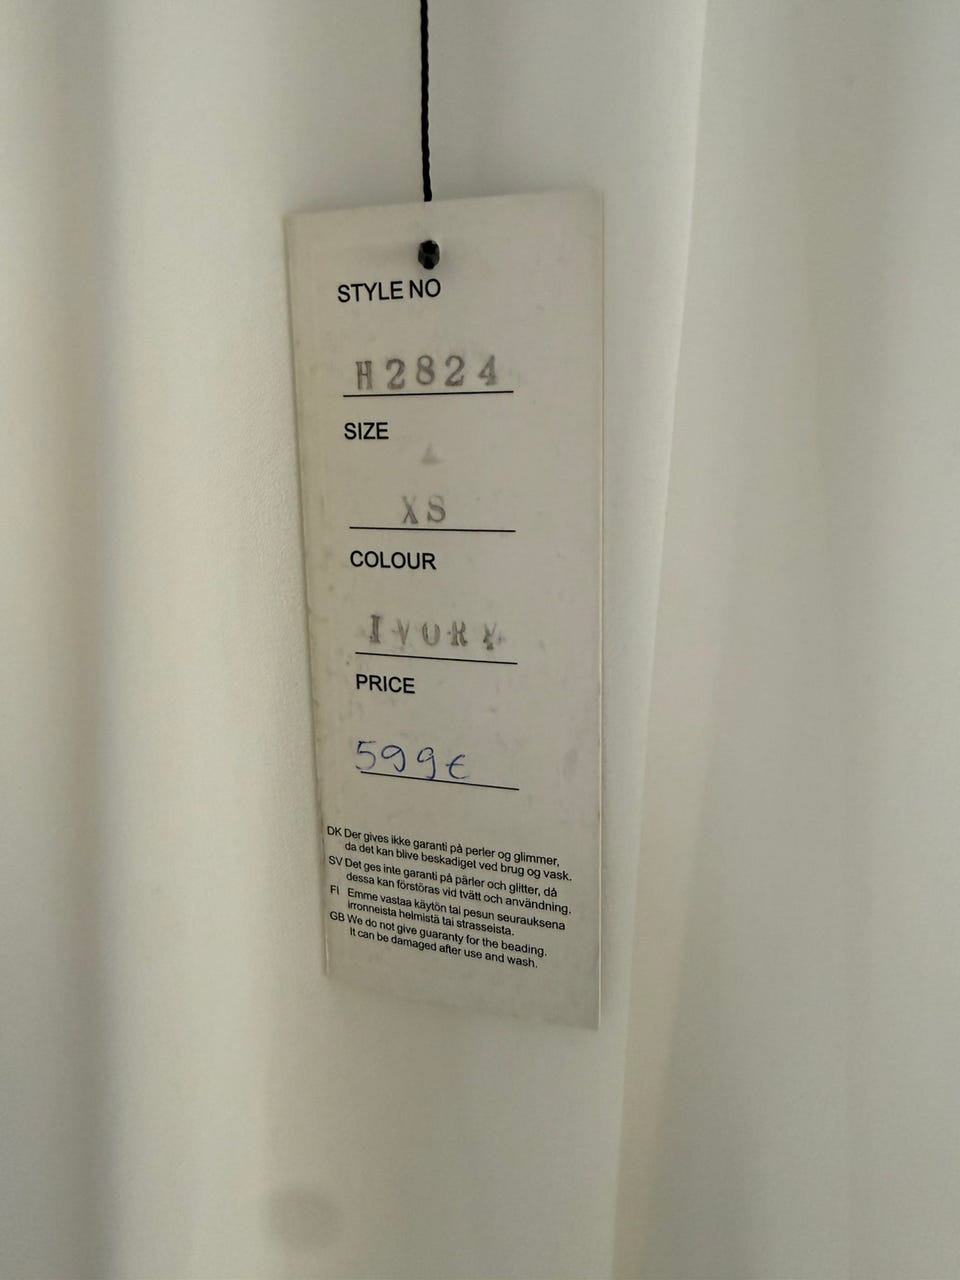 STYLE NO
H2824
SIZE
XS
COLOUR
IVORY
PRICE
599€
DK Der gives ikke garanti på perler og glimmer,
da det kan blive beskadiget ved brug og vask.
SV Det ges inte garanti på pärler och glitter, då
dessa kan förstöras vid tvätt och användning.
FI Emme vastaa käytön tai pesun seurauksena
irronneista helmistä tai strasseista.
GB We do not give guaranty for the beading.
It can be damaged after use and wash.